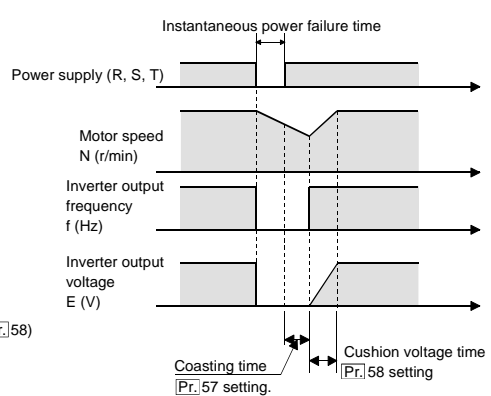 Instantaneous power failure time
Power supply (R, S, T)
Motor speed
N (r/min)
Inverter output
frequency
f (Hz)
Inverter output
voltage
E (V)
r. 58)
Coasting time
Pr. 57 setting.
Cushion voltage time
Pr. 58 setting